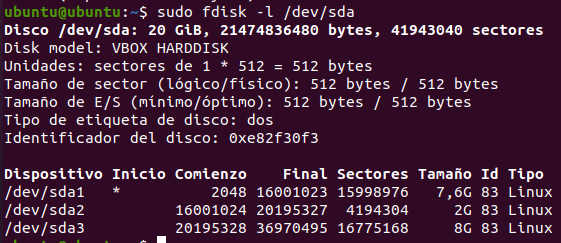 ubuntu@ubuntu:~$ sudo fdisk -l /dev/sda
Disco /dev/sda: 20 GiB, 21474836480 bytes, 41943040 sectores
Disk model: VBOX HARDDISK
Unidades: sectores de 1 * 512 = 512 bytes
Tamaño de sector (lógico/físico): 512 bytes / 512 bytes
Tamaño de E/S (mínimo/óptimo): 512 bytes / 512 bytes
Tipo de etiqueta de disco: dos
Identificador del disco: 0xe82f30f3
Dispositivo Inicio Comienzo Final Sectores Tamaño Id Tipo
/dev/sda1 * 2048 16001023 15998976 7,6G 83 Linux
/dev/sda2 16001024 20195327 4194304 2G 83 Linux
/dev/sda3 20195328 36970495 16775168 8G 83 Linux
ubuntu@ubuntu:~$